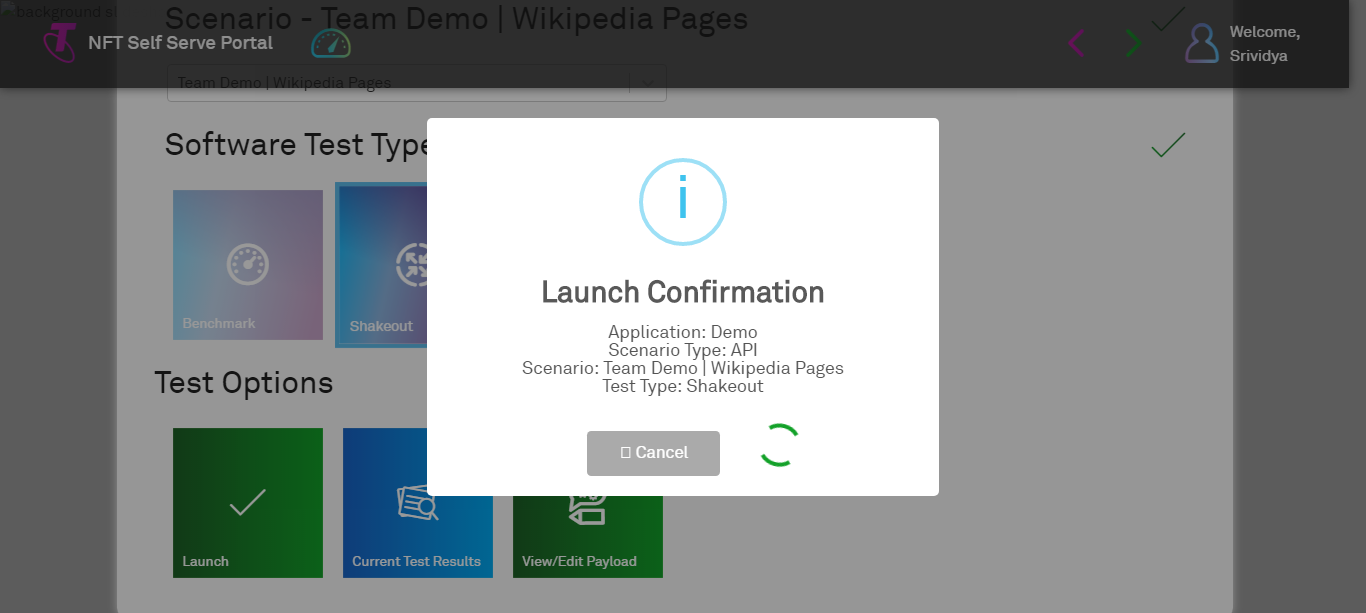 background s
Scenario - Team Demo | Wikipedia Pages
NFT Self Serve Portal
Welcome,
Srividya
Team Demo | Wikipedia Pages
Software Test Type
Benchmark
Shakeout
i
Launch Confirmation
Application: Demo
Scenario Type: API
Scenario: Team Demo | Wikipedia Pages
Test Type: Shakeout
Cancel
Test Options
Launch
Current Test Results
View/Edit Payload